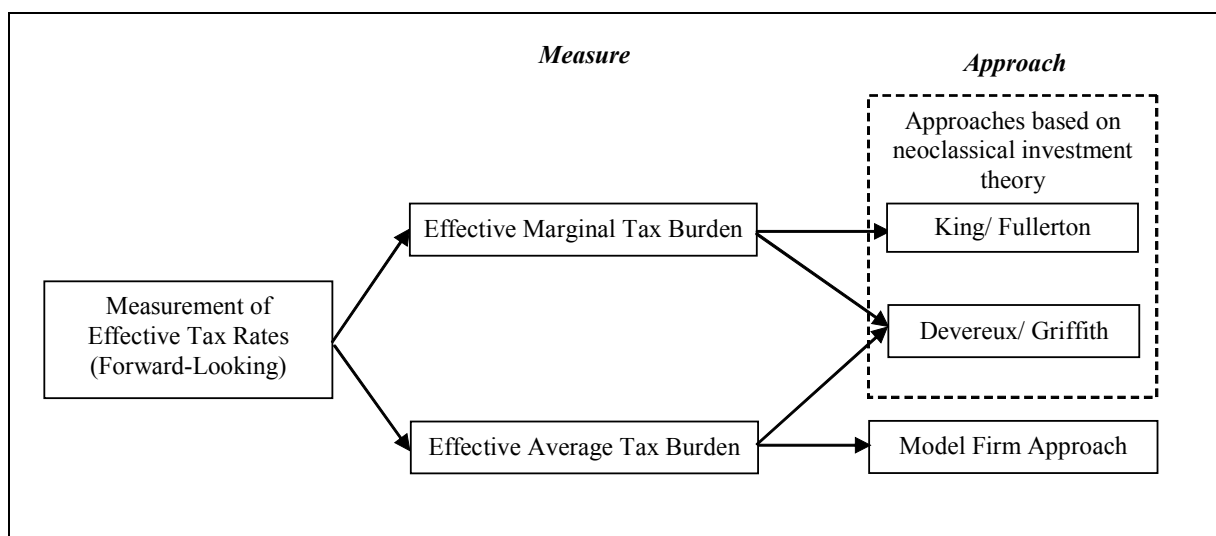 Measure
Approach
Approaches based on
neoclassical investment
theory
Effective Marginal Tax Burden
King/ Fullerton
Measurement of
Effective Tax Rates
(Forward-Looking)
Devereux/ Griffith
Effective Average Tax Burden
Model Firm Approach